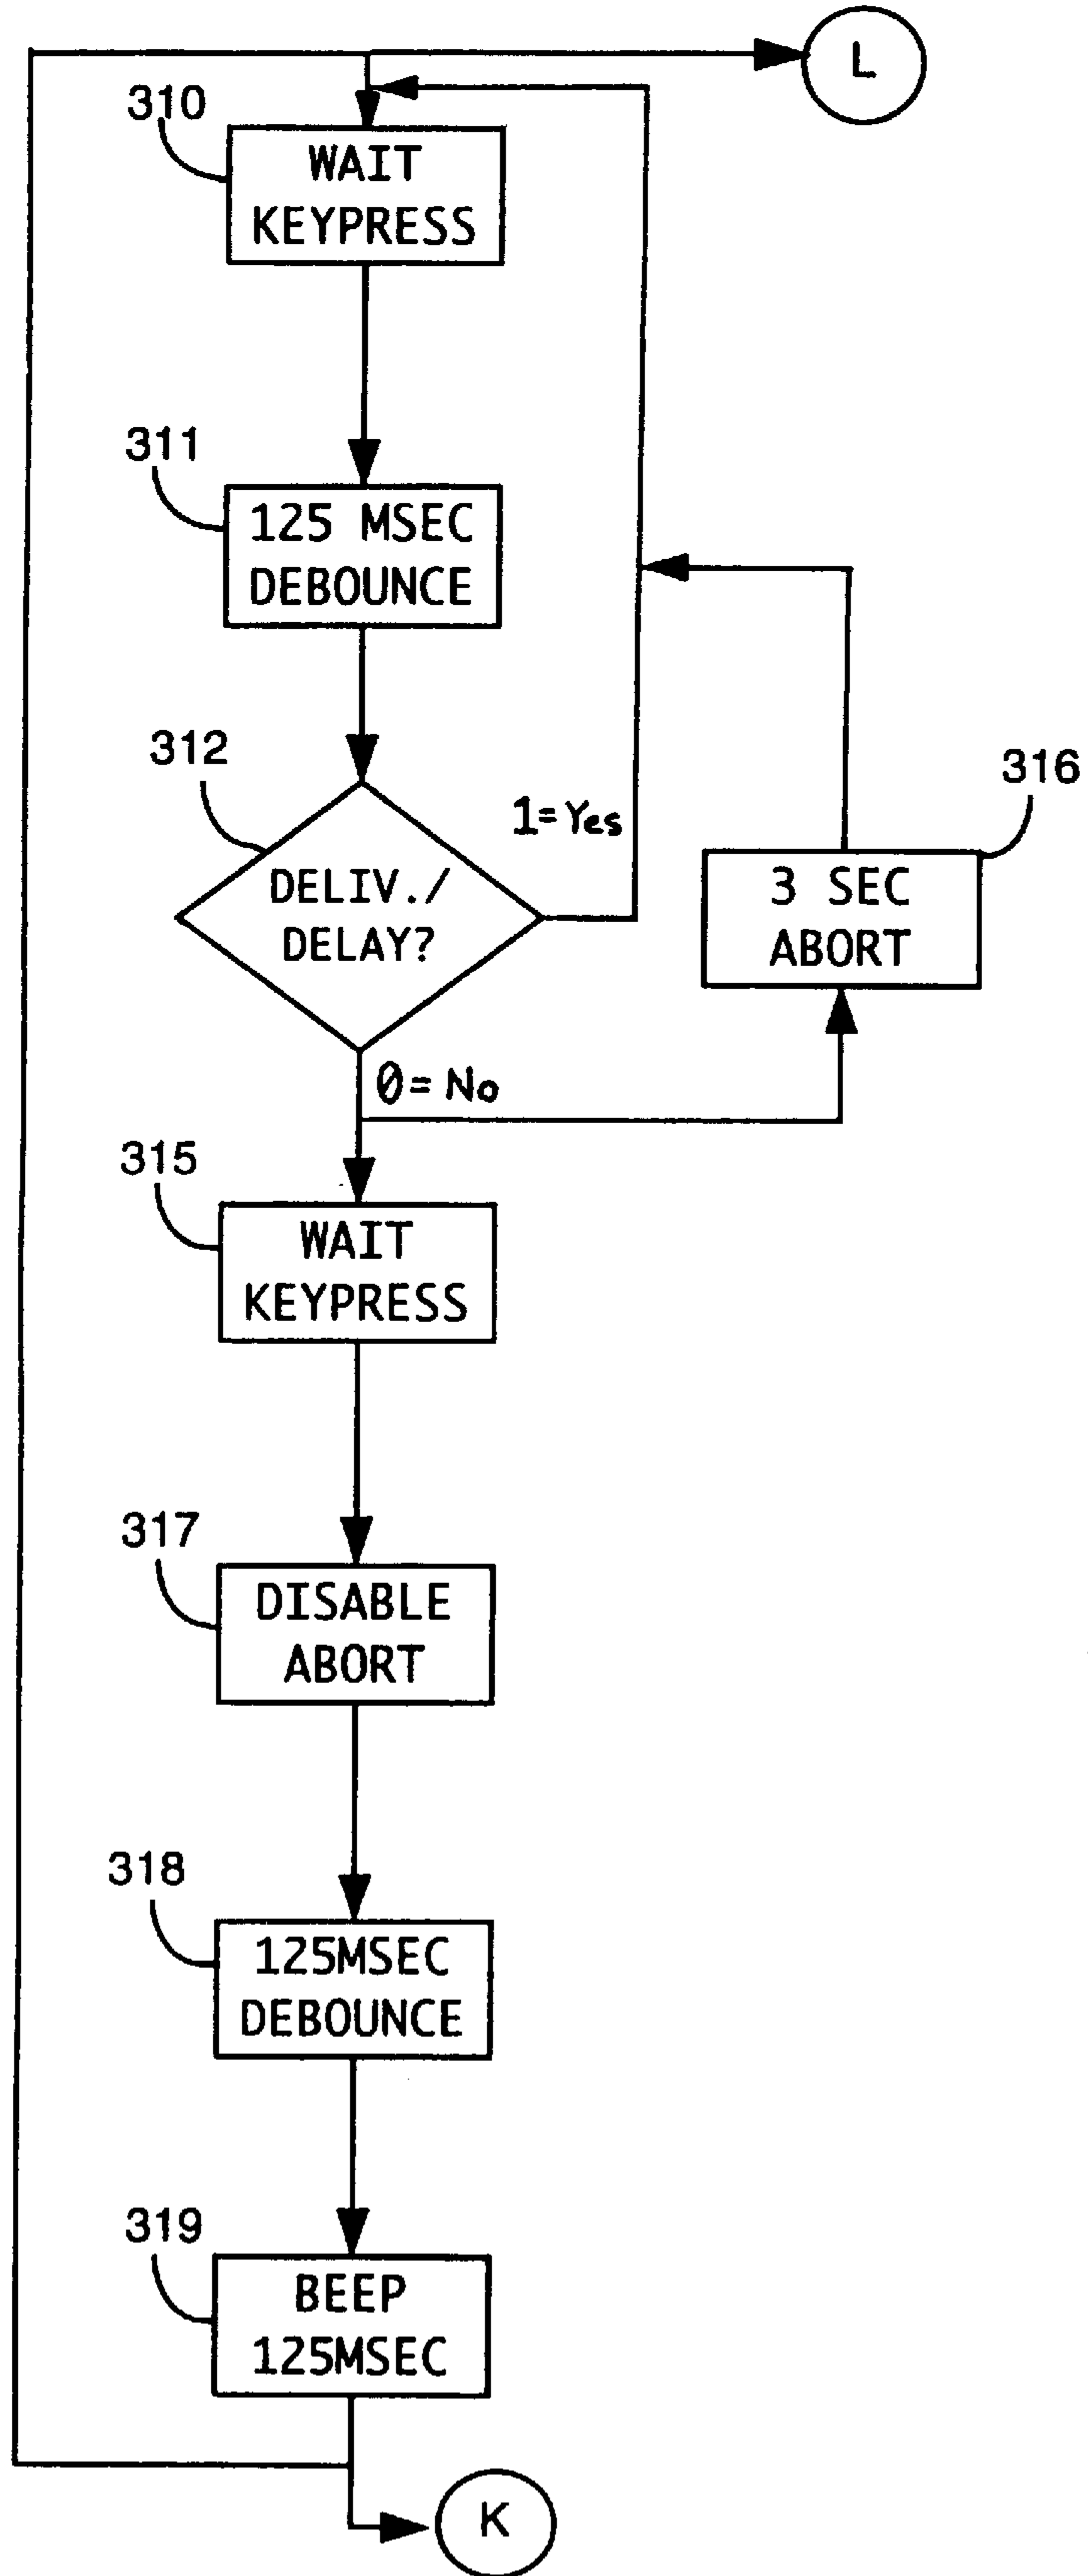 L
310
WAIT
KEYPRESS
311
125 MSEC
DEBOUNCE
312
DELIV./
DELAY?
1=Yes
316
3 SEC
ABORT
0=No
315
WAIT
KEYPRESS
317
DISABLE
ABORT
318
125MSEC
DEBOUNCE
319
BEEP
125MSEC
K